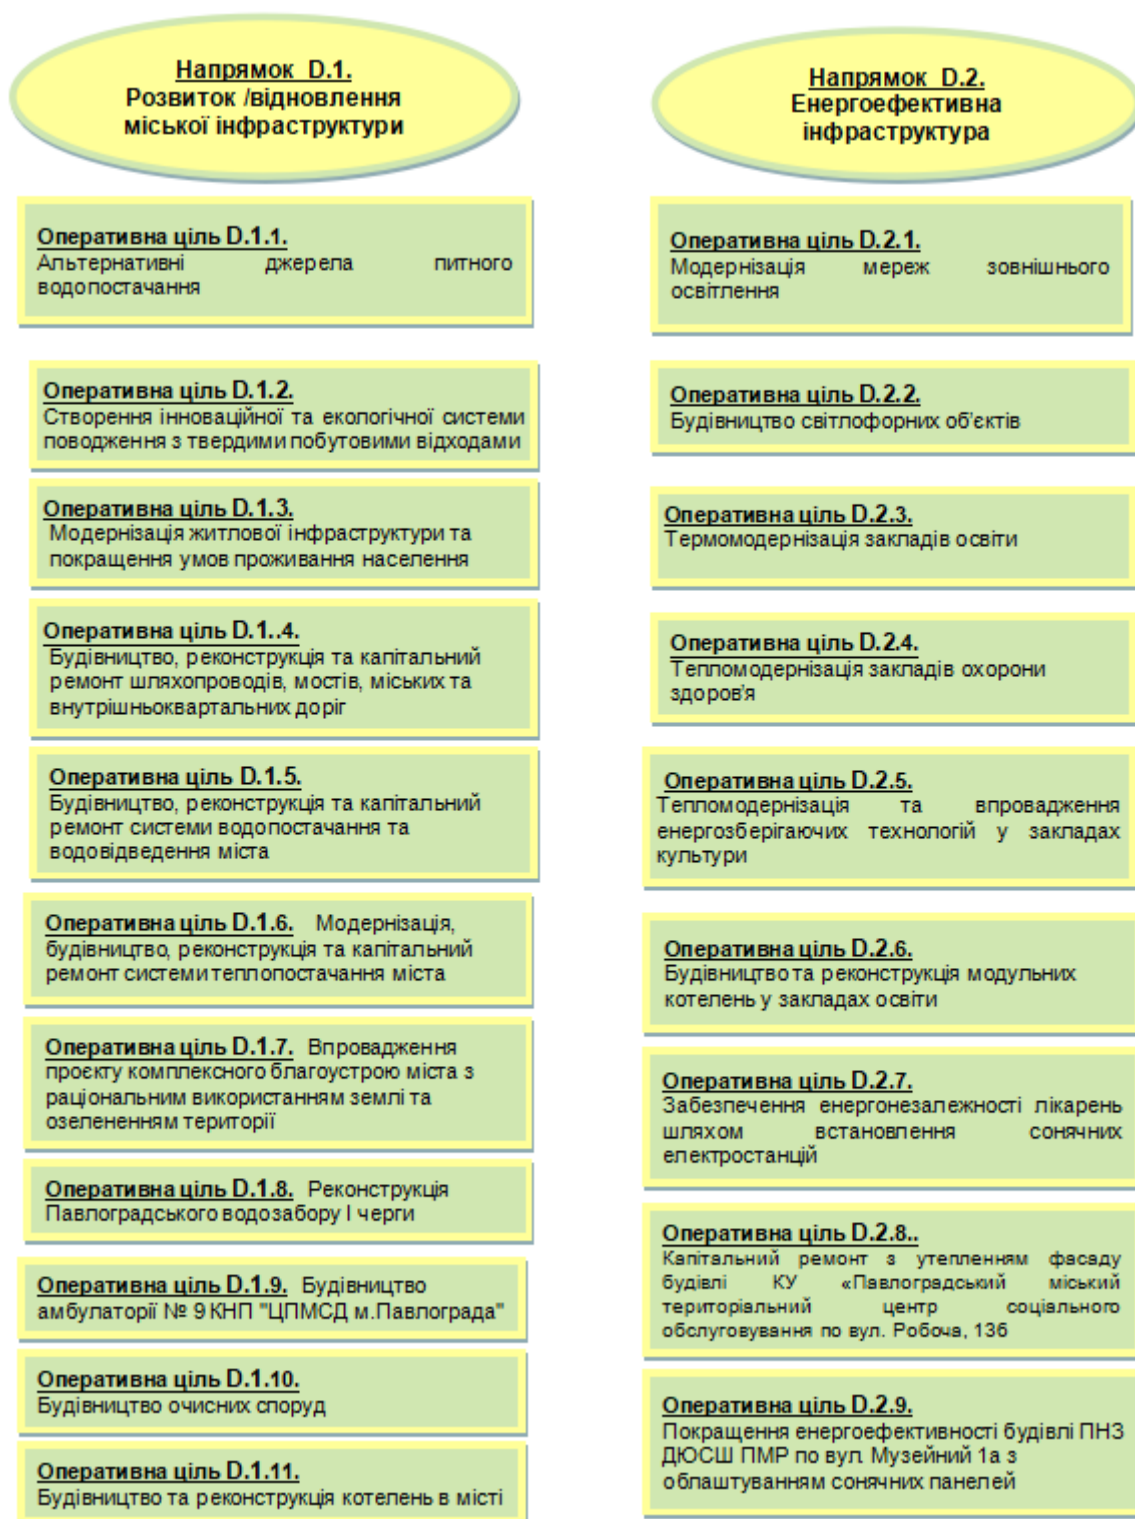 Напрямок  D.1.
Розвиток /відновлення
міської інфраструктури
Оперативна ціль D.1.1.
Альтернативні джерела питного
водопостачання
Оперативна ціль D.1.2.
Створення інноваційної та екологічної системи
поводження з твердими побутовими відходами
Оперативна ціль D.1.3.
Модернізація житлової інфраструктури та
покращення умов проживання населення
Оперативна ціль D.1..4.
Будівництво, реконструкція та капітальний
ремонт шляхопроводів, мостів, міських та
внутрішньоквартальних доріг
Оперативна ціль D.1.5.
Будівництво, реконструкція та капітальний
ремонт системи водопостачання та
водовідведення міста
Оперативна ціль D.1.6. Модернізація,
будівництво, реконструкція та капітальний
ремонт системи теплопостачання міста
Оперативна ціль D.1.7. Впровадження
проєкту комплексного благоустрою міста з
раціональним використанням землі та
озелененням території
Оперативна ціль D.1.8. Реконструкція
Павлоградського водозабору І черги
Оперативна ціль D.1.9. Будівництво
амбулаторії № 9 КНП "ЦПМСД м.Павлограда"
Оперативна ціль D.1.10.
Будівництво очисних споруд
Оперативна ціль D.1.11.
Будівництво та реконструкція котелень в місті
Напрямок  D.2.
Енергоефективна
інфраструктура
Оперативна ціль D.2.1.
Модернізація мереж зовнішнього
освітлення
Оперативна ціль D.2.2.
Будівництво світлофорних об'єктів
Оперативна ціль D.2.3.
Термомодернізація закладів освіти
Оперативна ціль D.2.4.
Тепломодернізація закладів охорони
здоров'я
Оперативна ціль D.2.5.
Тепломодернізація та впровадження
енергозберігаючих технологій у закладах
культури
Оперативна ціль D.2.6.
Будівництво та реконструкція модульних
котелень у закладах освіти
Оперативна ціль D.2.7.
Забезпечення енергонезалежності лікарень
шляхом встановлення сонячних
електростанцій
Оперативна ціль D.2.8..
Капітальний ремонт з утепленням фасаду
будівлі КУ «Павлоградський міський
територіальний центр соціального
обслуговування по вул. Робоча, 136
Оперативна ціль D.2.9.
Покращення енергоефективності будівлі ПНЗ
ДЮСШ ПМР по вул. Музейний 1а з
облаштуванням сонячних панелей